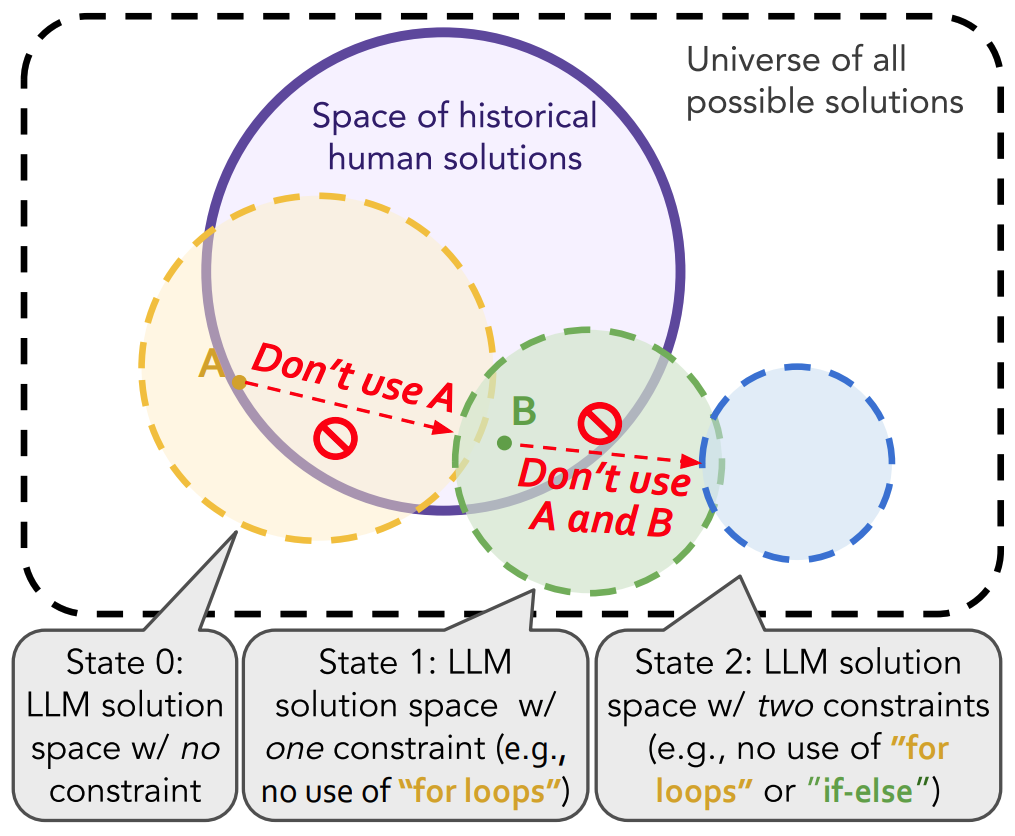 Universe of all
possible solutions
Space of historical
human solutions
A
Don't use A
B
Don't use
A and B
State 0:
LLM solution
space w/ no
constraint
State 1: LLM
solution space w/
one constraint (e.g.,
no use of “for loops”)
State 2: LLM solution
space w/ two constraints
(e.g., no use of ”for
loops” or ”if-else”)